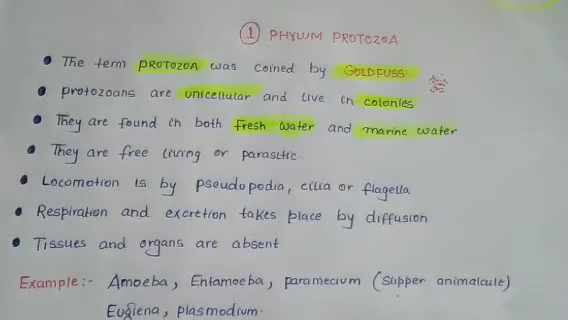 ① PHYLUM PROTOZOA
• The term PROTOZOA was coined by GOLDFUSS
• protozoans are unicellular and live in colonies
• They are found in both fresh water and marine water
• They are free living or parasitic.
• Locomotion is by pseudopodia, cilia or flagella
• Respiration and excretion takes place by diffusion
• Tissues and organs are absent
Example:- Amoeba, Entamoeba, paramecium (Slipper animalcule)
Euglena, plasmodium.